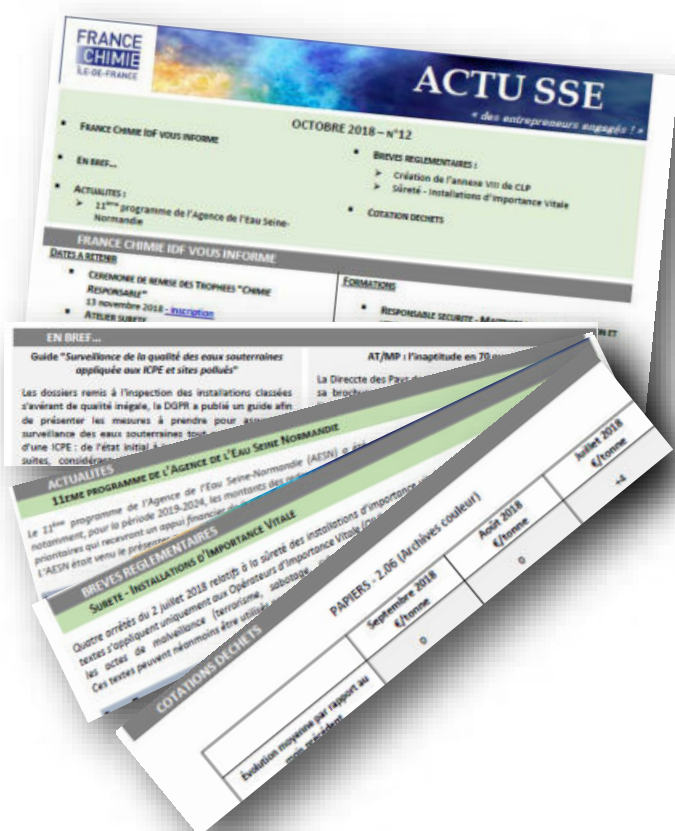 FRANCE
CHIMIE
ÎLE-DE-FRANCE
ACTU SSE
« des entrepreneurs engagés ! »
OCTOBRE 2018 – N°12
FRANCE CHIMIE IDF VOUS INFORME
EN BREF...
ACTUALITES :
11ème programme de l'Agence de l'Eau Seine-
Normandie
BREVES REGLEMENTAIRES :
Création de l'annexe VIII de CLP
Sûreté - Installations d'Importance Vitale
COTATION DECHETS
FRANCE CHIMIE IDF VOUS INFORME
DATES A RETENIR
CEREMONIE DE REMISE DES TROPHEES "CHIMIE
RESPONSABLE"
13 novembre 2018 - inscription
ATELIER SURETE
FORMATIONS
RESPONSABLE SECURITE -
EN BREF...
Guide "Surveillance de la qualité des eaux souterraines
appliquée aux ICPE et sites pollués"
Les dossiers remis à l'inspection des installations classées
s'avérant de qualité inégale, la DGPR a publié un guide afin
de présenter les mesures à prendre pour
surveillance des eaux souterraines
d'une ICPE : de l'état initial
suites,
AT/MP : l'inaptitude en 70
La Direccte des Pays
sa
ACTUALITES
11EME PROGRAMME DE L'AGENCE DE L'EAU SEINE NORMANDIE
Le 11ème programme de l'Agence de l'Eau Seine-Normandie (AESN) a
notamment, pour la période 2019-2024, les montants des
prioritaires qui recevront un appui financier
L'AESN était venu le présenter
BREVES REGLEMENTAIRES
SURETE - INSTALLATIONS D'IMPORTANCE VITALE
Quatre arrêtés du 2 juillet 2018 relatifs à la sûreté des installations d'importance
textes s'appliquent uniquement aux Opérateurs d'Importance Vitale
les actes de malveillance (terrorisme, sabotage,
Ces textes peuvent néanmoins être utilisés
COTATIONS DECHETS
PAPIERS - 2.06 (Archives couleur)
Septembre 2018
€/tonne
Août 2018
€/tonne
Juillet 2018
€/tonne
Évolution moyenne par rapport au
mois précédent
0
0
+4